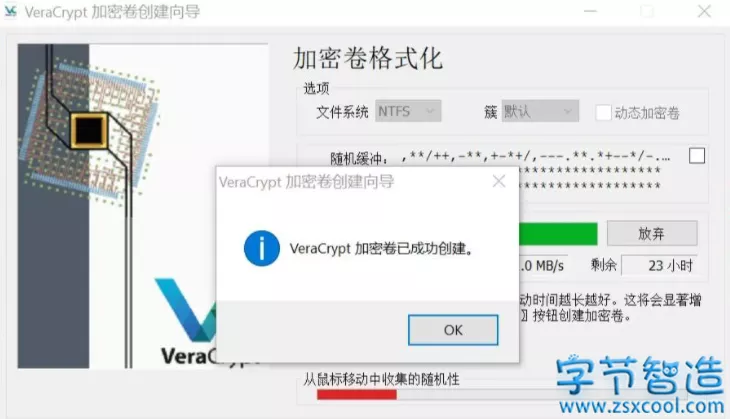 VeraCrypt 加密卷创建向导
加密卷格式化
选项
文件系统 NTFS 簇 默认 动态加密卷
随机缓冲: ,**/++,-**,+-*+/,---.**.*+--*/-....
VeraCrypt 加密卷创建向导
VeraCrypt 加密卷已成功创建。
OK
放弃
.0 MB/s 剩余 23 小时
动时间越长越好。这将会显著增
按钮创建加密卷。
VeraCrypt
从鼠标移动中收集的随机性
字节智造
www.zsxcool.com